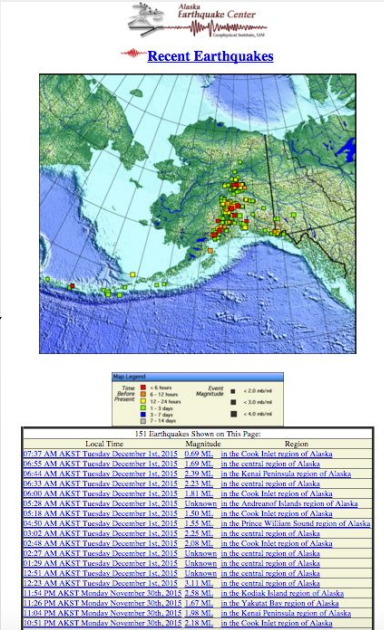 Alaska
Earthquake Center
Geophysical Institute, UAF
Recent Earthquakes
Map Legend
Time Before Present
< 6 hours
6 - 12 hours
12 - 24 hours
1 - 3 days
3 - 7 days
7 - 14 days
Event Magnitude
< 2.0 mb/ml
< 3.0 mb/ml
< 4.0 mb/ml
151 Earthquakes Shown on This Page:
Local Time Magnitude Region
07:37 AM AKST Tuesday December 1st, 2015 0.69 ML in the Cook Inlet region of Alaska
06:55 AM AKST Tuesday December 1st, 2015 1.69 ML in the central region of Alaska
06:44 AM AKST Tuesday December 1st, 2015 2.39 ML in the Kenai Peninsula region of Alaska
06:33 AM AKST Tuesday December 1st, 2015 2.23 ML in the central region of Alaska
06:00 AM AKST Tuesday December 1st, 2015 1.81 ML in the Cook Inlet region of Alaska
05:28 AM AKST Tuesday December 1st, 2015 Unknown in the Andreanof Islands region of Alaska
05:18 AM AKST Tuesday December 1st, 2015 1.50 ML in the Cook Inlet region of Alaska
04:50 AM AKST Tuesday December 1st, 2015 1.55 ML in the Prince William Sound region of Alaska
03:02 AM AKST Tuesday December 1st, 2015 2.25 ML in the central region of Alaska
02:48 AM AKST Tuesday December 1st, 2015 2.08 ML in the Cook Inlet region of Alaska
02:27 AM AKST Tuesday December 1st, 2015 Unknown in the central region of Alaska
01:29 AM AKST Tuesday December 1st, 2015 Unknown in the central region of Alaska
12:51 AM AKST Tuesday December 1st, 2015 Unknown in the central region of Alaska
12:23 AM AKST Tuesday December 1st, 2015 3.11 ML in the central region of Alaska
11:54 PM AKST Monday November 30th, 2015 2.58 ML in the Kodiak Island region of Alaska
11:26 PM AKST Monday November 30th, 2015 1.67 ML in the Yakutat Bay region of Alaska
11:04 PM AKST Monday November 30th, 2015 1.98 ML in the Kenai Peninsula region of Alaska
10:51 PM AKST Monday November 30th, 2015 2.18 ML in the Cook Inlet region of Alaska